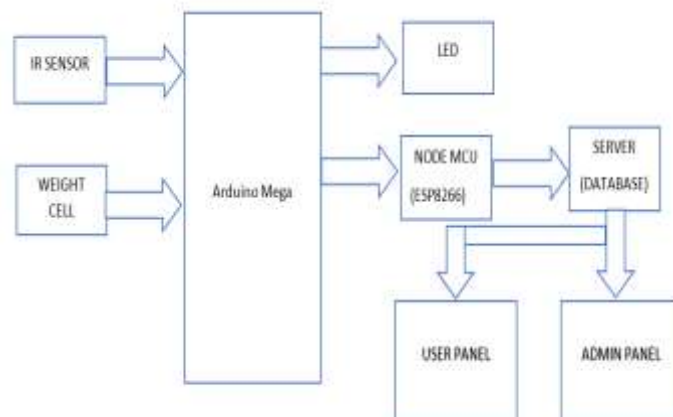 IR SENSOR
LED
WEIGHT
CELL
Arduino Mega
NODE MCU
(ESP8266)
SERVER
(DATABASE)
USER PANEL
ADMIN PANEL